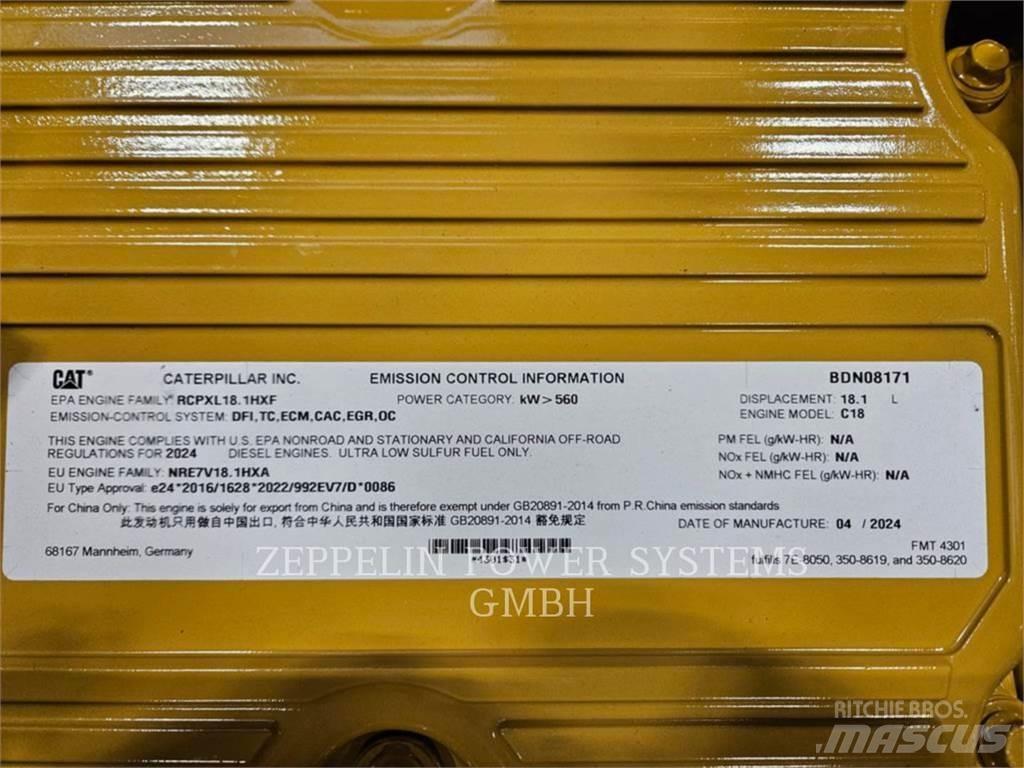 CAT® CATERPILLAR INC. EMISSION CONTROL INFORMATION BDN08171
EPA ENGINE FAMILY: RCPXL18.1HXF POWER CATEGORY: kW>560 DISPLACEMENT: 18.1 L
EMISSION-CONTROL SYSTEM: DFI,TC,ECM,CAC,EGR,OC ENGINE MODEL: C18
THIS ENGINE COMPLIES WITH U.S. EPA NONROAD AND STATIONARY AND CALIFORNIA OFF-ROAD PM FEL (g/kW-HR): N/A
REGULATIONS FOR 2024 DIESEL ENGINES. ULTRA LOW SULFUR FUEL ONLY. NOx FEL (g/kW-HR): N/A
EU ENGINE FAMILY: NRE7V18.1HXA NOx + NMHC FEL (g/kW-HR): N/A
EU Type Approval: e24*2016/1628*2022/992EV7/D*0086
For China Only: This engine is solely for export from China and is therefore exempt under GB20891-2014 from P.R.China emission standards
此发动机只用做自中国出口, 符合中华人民共和国国家标准 GB20891-2014 豁免规定 DATE OF MANUFACTURE: 04 / 2024
68167 Mannheim, Germany FMT 4301
fulfills 7E-8050, 350-8619, and 350-8620
ZEPPELIN POWER SYSTEMS
GMBH
RITCHIE BROS.
MASCUS